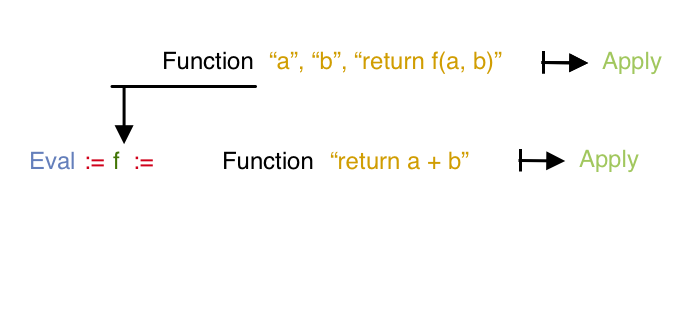 Function “a”, “b”, “return f(a, b)” Apply
Eval := f := Function “return a + b” Apply